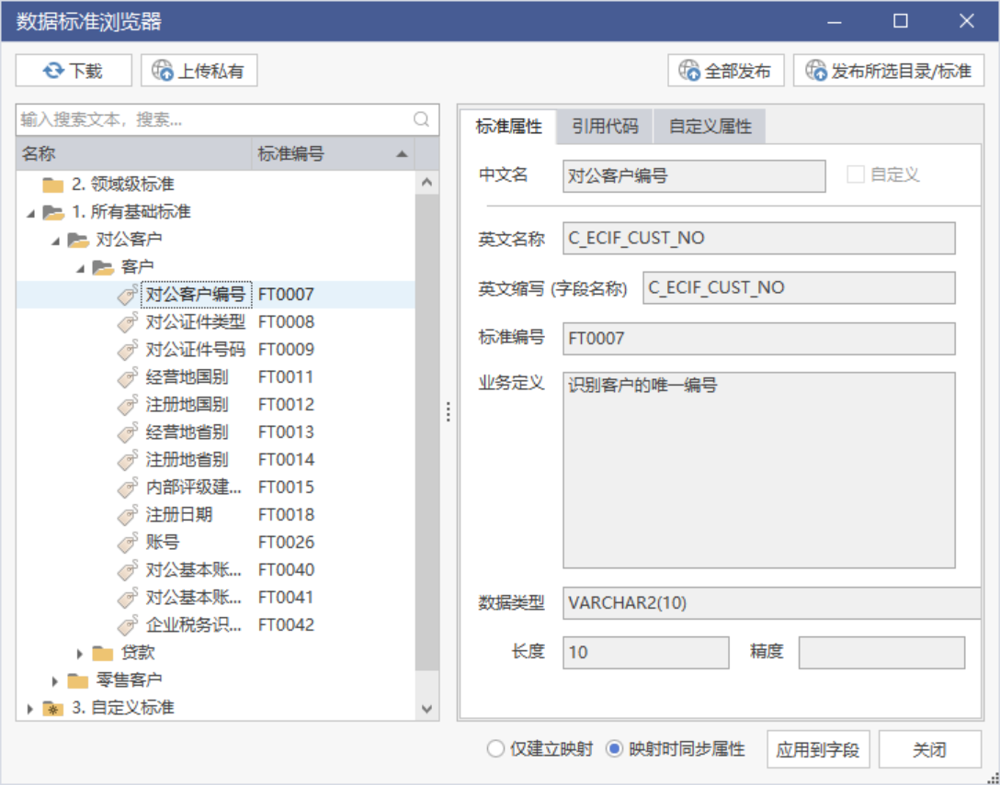 数据标准浏览器
下载 上传私有 全部发布 发布所选目录/标准
输入搜索文本，搜索...
名称 标准编号
2. 领域级标准
1. 所有基础标准
对公客户
客户
对公客户编号 FT0007
对公证件类型 FT0008
对公证件号码 FT0009
经营地国别 FT0011
注册地国别 FT0012
经营地省别 FT0013
注册地省别 FT0014
内部评级建... FT0015
注册日期 FT0018
账号 FT0026
对公基本账... FT0040
对公基本账... FT0041
企业税务识... FT0042
贷款
零售客户
3. 自定义标准
标准属性 引用代码 自定义属性
中文名 对公客户编号 自定义
英文名称 C_ECIF_CUST_NO
英文缩写 (字段名称) C_ECIF_CUST_NO
标准编号 FT0007
业务定义 识别客户的唯一编号
数据类型 VARCHAR2(10)
长度 10 精度
仅建立映射 映射时同步属性 应用到字段 关闭